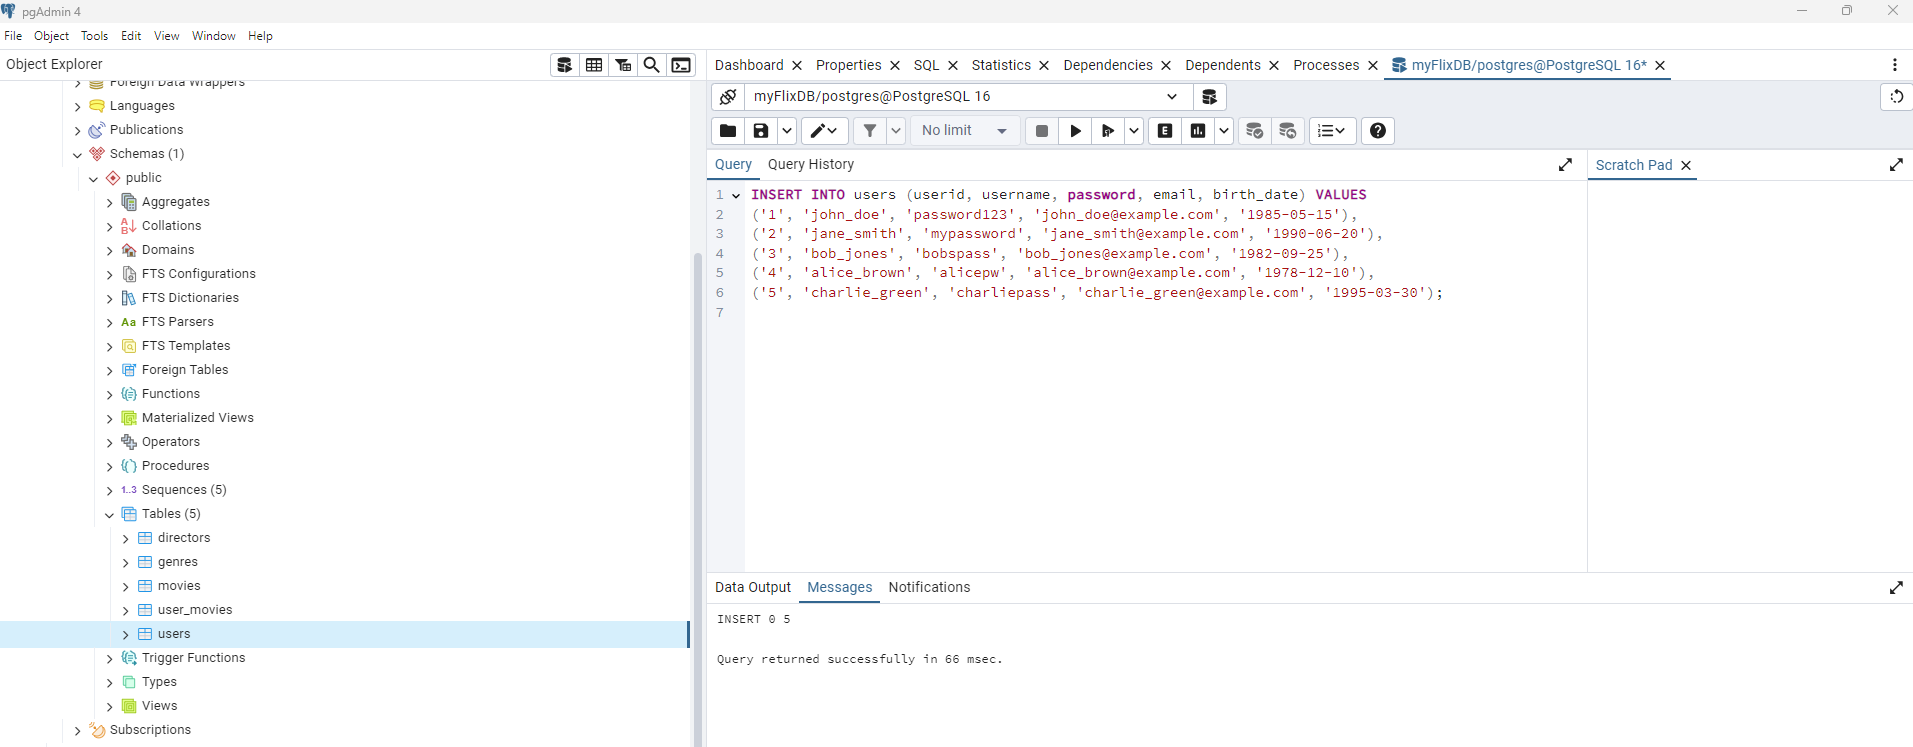 pgAdmin 4
File Object Tools Edit View Window Help
Object Explorer
Foreign Data Wrappers
Languages
Publications
Schemas (1)
public
Aggregates
Collations
Domains
FTS Configurations
FTS Dictionaries
Aa FTS Parsers
FTS Templates
Foreign Tables
Functions
Materialized Views
Operators
Procedures
1..3 Sequences (5)
Tables (5)
directors
genres
movies
user_movies
users
Trigger Functions
Types
Views
Subscriptions
Dashboard Properties SQL Statistics Dependencies Dependents Processes myFlixDB/postgres@PostgreSQL 16*
myFlixDB/postgres@PostgreSQL 16
No limit E
Query Query History
1 INSERT INTO users (userid, username, password, email, birth_date) VALUES
2 ('1', 'john_doe', 'password123', 'john_doe@example.com', '1985-05-15'),
3 ('2', 'jane_smith', 'mypassword', 'jane_smith@example.com', '1990-06-20'),
4 ('3', 'bob_jones', 'bobspass', 'bob_jones@example.com', '1982-09-25'),
5 ('4', 'alice_brown', 'alicepw', 'alice_brown@example.com', '1978-12-10'),
6 ('5', 'charlie_green', 'charliepass', 'charlie_green@example.com', '1995-03-30');
7
Scratch Pad
Data Output Messages Notifications
INSERT 0 5
Query returned successfully in 66 msec.